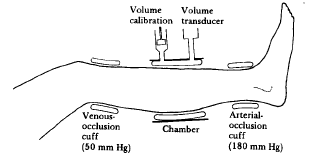 Volume
calibration
Volume
transducer
Venous-
occlusion
cuff
(50 mm Hg)
Chamber
Arterial-
occlusion
cuff
(180 mm Hg)